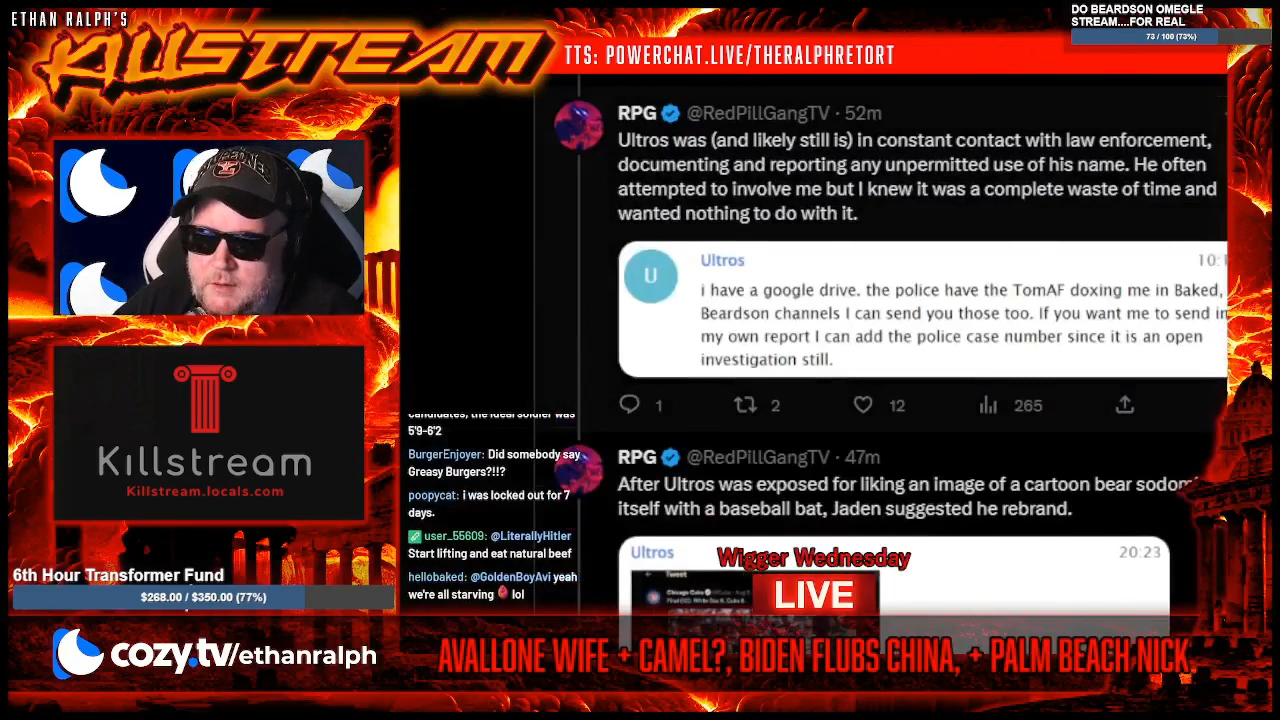 ETHAN RALPH'S
KILLSTREAM
TTS: POWERCHAT.LIVE/THERALPHRETORT
DO BEARDSON OMEGLE
STREAM....FOR REAL
73 / 100 (73%)
RPG @RedPillGangTV · 52m
Ultros was (and likely still is) in constant contact with law enforcement,
documenting and reporting any unpermitted use of his name. He often
attempted to involve me but I knew it was a complete waste of time and
wanted nothing to do with it.
U
Ultros
i have a google drive. the police have the TomAF doxing me in Baked,
Beardson channels I can send you those too. If you want me to send in
my own report I can add the police case number since it is an open
investigation still.
1 2 12 265
RPG @RedPillGangTV · 47m
After Ultros was exposed for liking an image of a cartoon bear sodom
itself with a baseball bat, Jaden suggested he rebrand.
Ultros 20:23
Tweet
Wigger Wednesday
LIVE
Killstream
Killstream.locals.com
candidates, the ideal soldier was
5'9-6'2
BurgerEnjoyer: Did somebody say
Greasy Burgers?!!?
poopycat: i was locked out for 7
days.
user_55609: @LiterallyHitler
Start lifting and eat natural beef
hellobaked: @GoldenBoyAvi yeah
we're all starving 🥩 lol
6th Hour Transformer Fund
$268.00 / $350.00 (77%)
cozy.tv/ethanralph
AVALLONE WIFE + CAMEL?, BIDEN FLUBS CHINA, + PALM BEACH NICK.